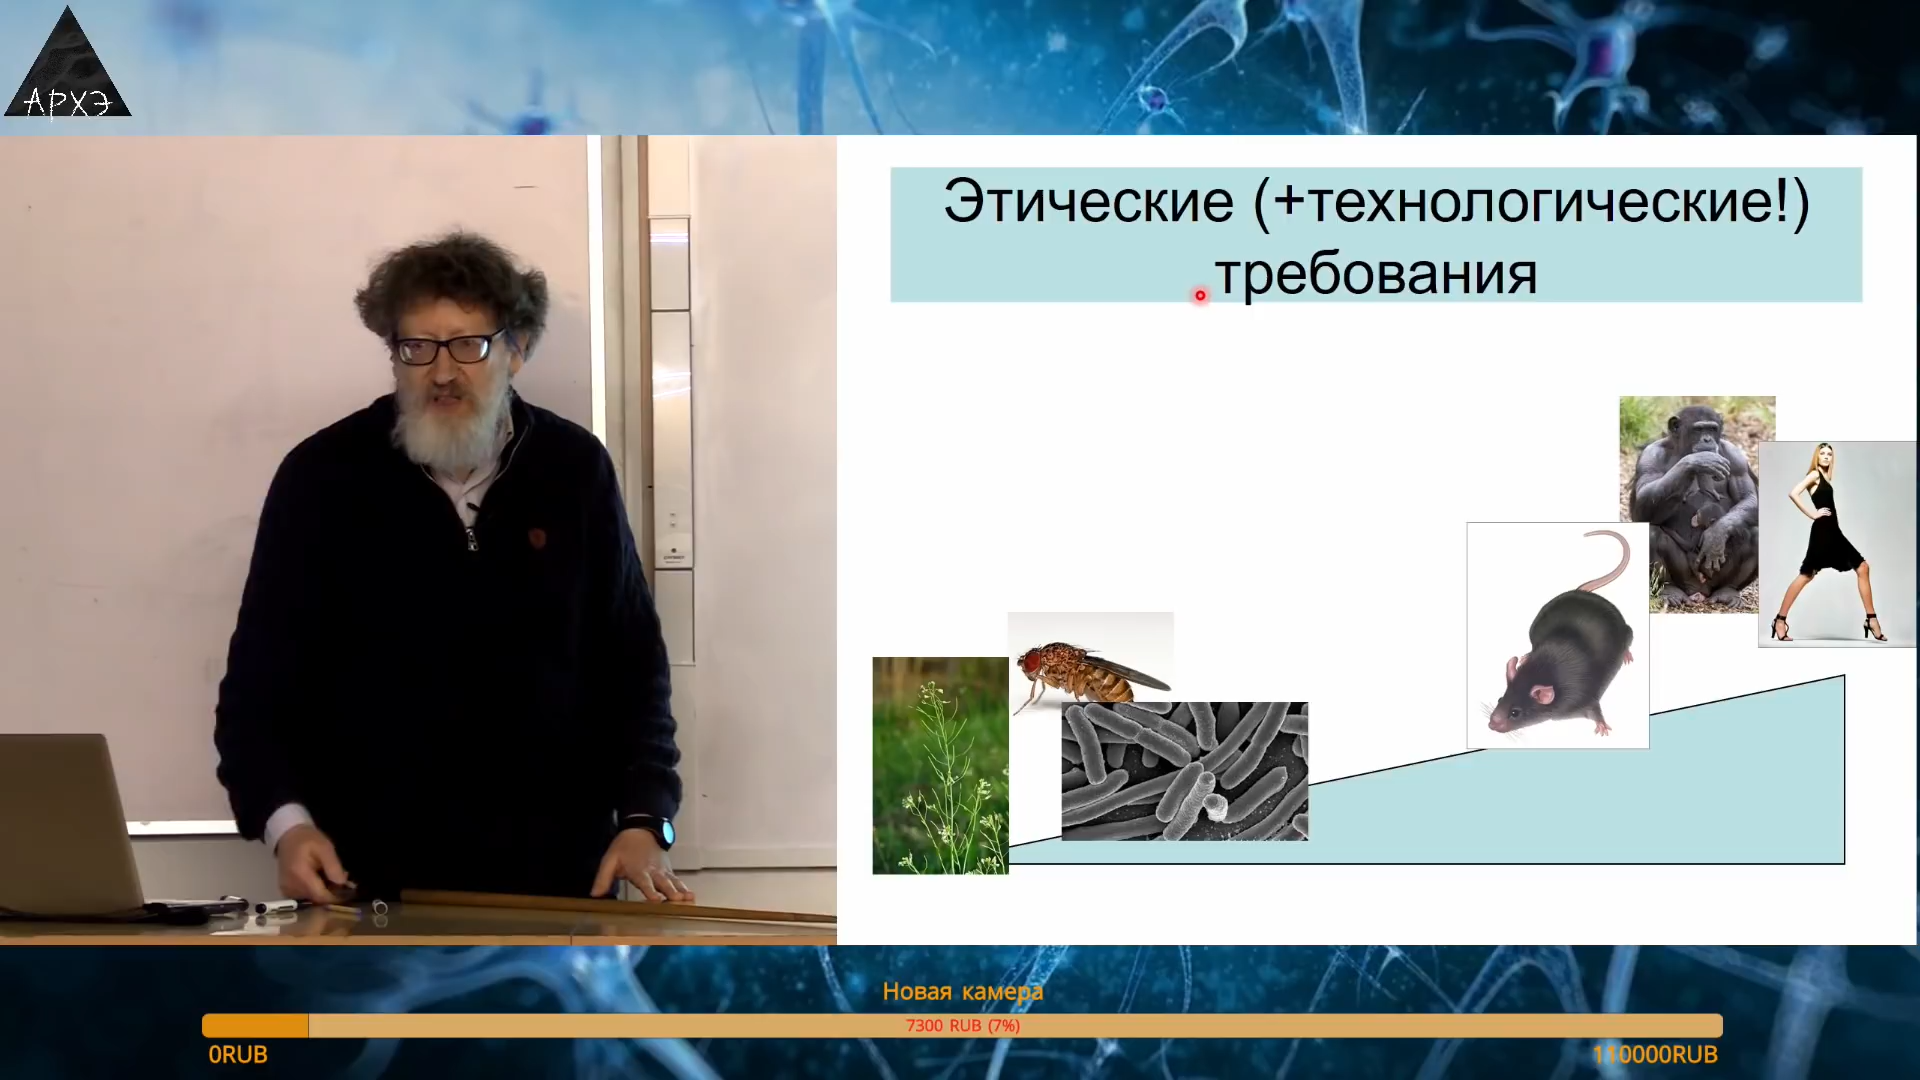 АРХЭ
Этические (+технологические!)
требования
Новая камера
7300 RUB (7%)
0RUB
110000RUB